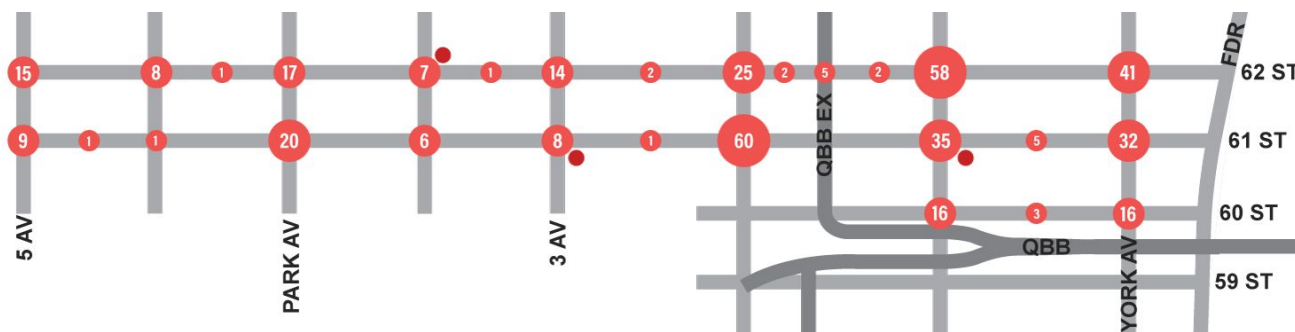 FDR
15 8 1 17 7 1 14 2 25 2 5 2 58 41 62 ST
QBB EX
9 1 1 20 6 8 1 60 35 5 32 61 ST
16 3 16 60 ST
5 AV
PARK AV
3 AV
QBB
YORK AV
59 ST